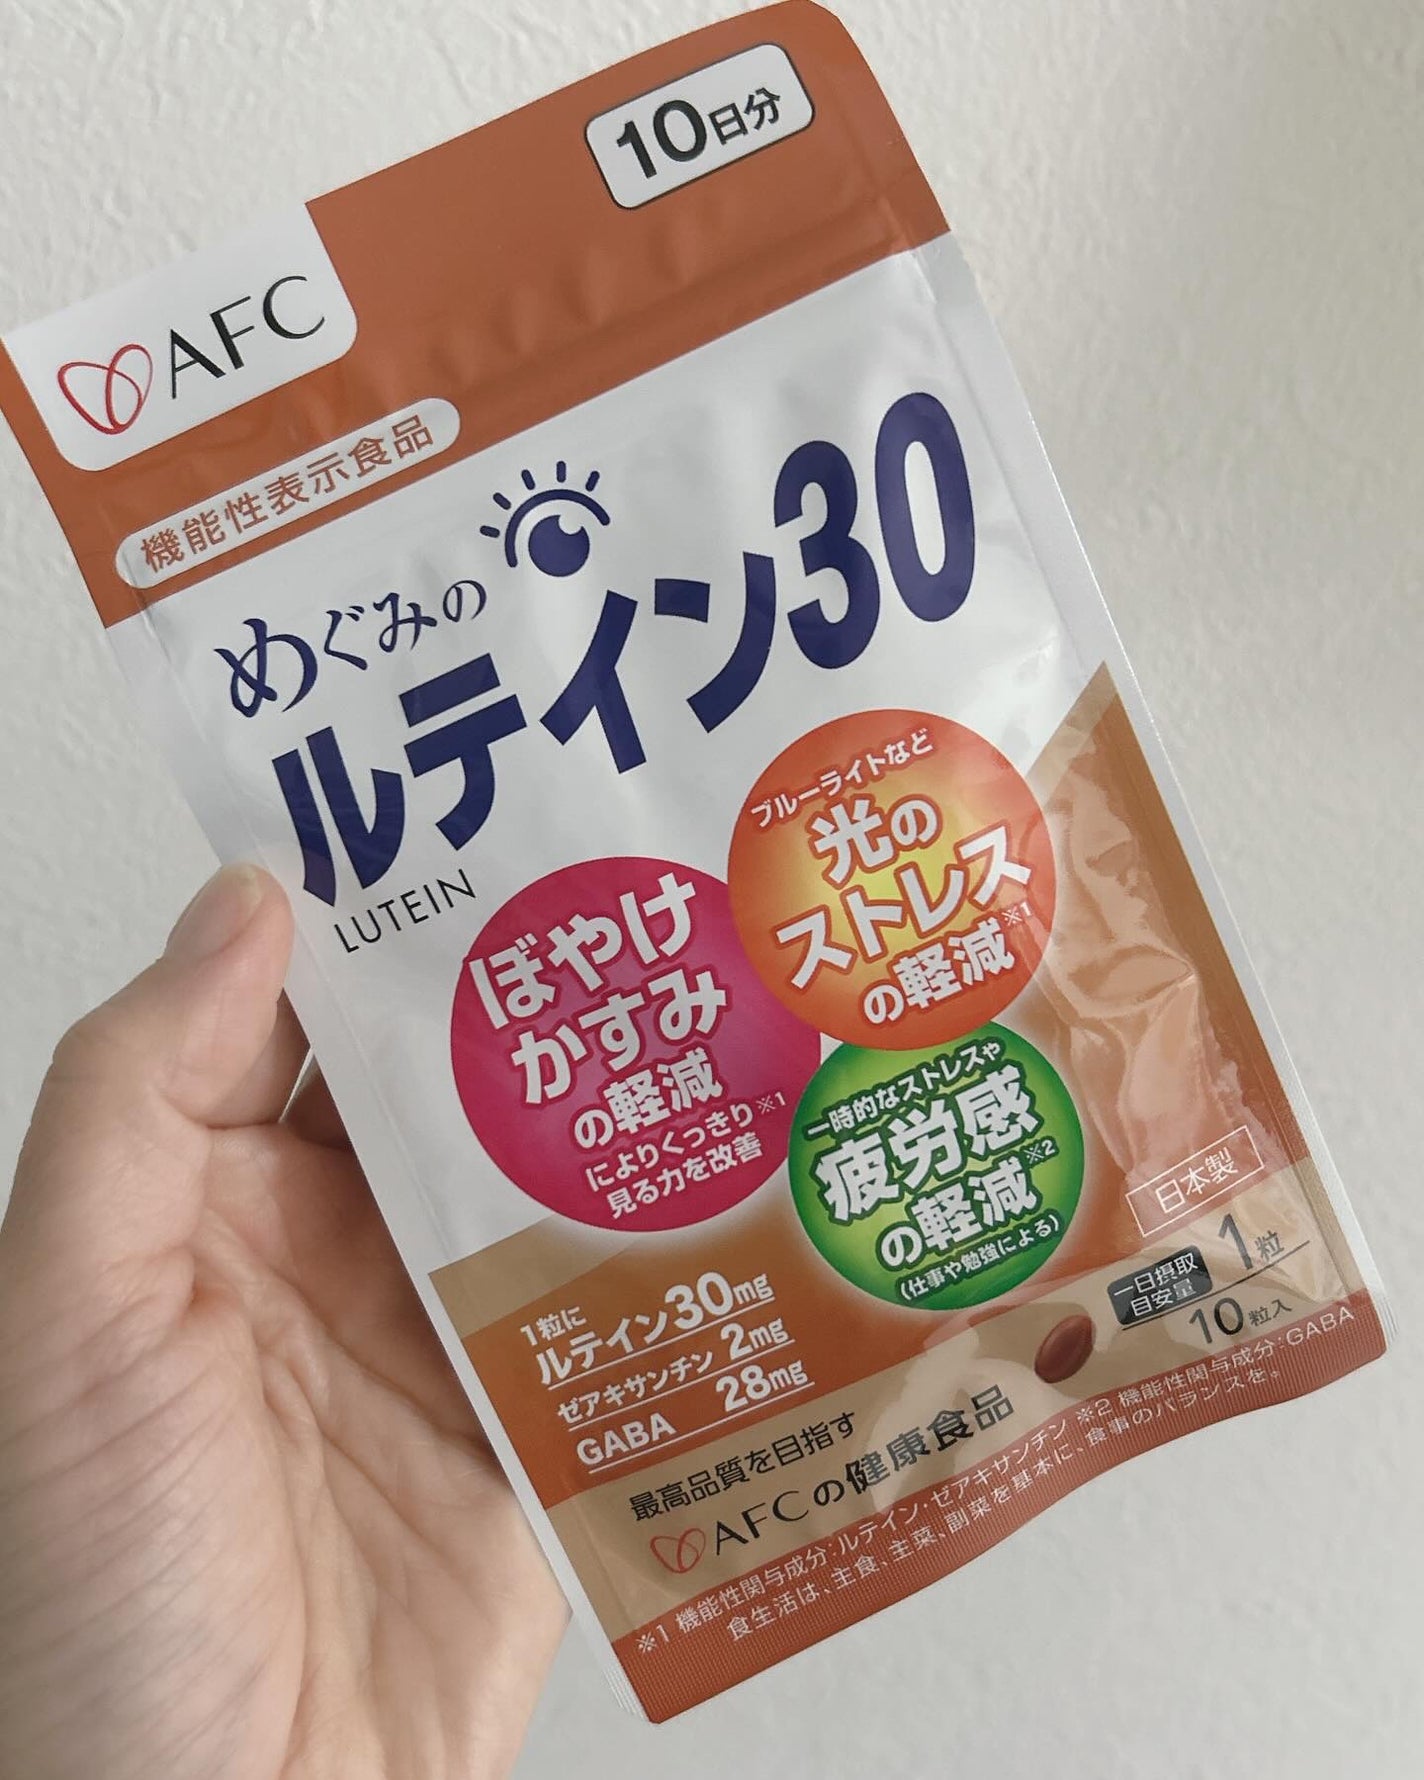 10日分
AFC
機能性表示食品
めぐみの
ルテイン30
LUTEIN
ブルーライトなど
光の
ストレス
の軽減※1
ぼやけ
かすみ
の軽減
によりくっきり※1
見る力を改善
一時的なストレスや
疲労感
の軽減※2
(仕事や勉強による)
日本製
1粒に
ルテイン30mg
ゼアキサンチン 2mg
GABA 28mg
一日摂取
目安量
1粒
10粒入
最高品質を目指す
AFCの健康食品
※1 機能性関与成分:ルテイン・ゼアキサンチン ※2 機能性関与成分:GABA
食生活は、主食、主菜、副菜を基本に、食事のバランスを。